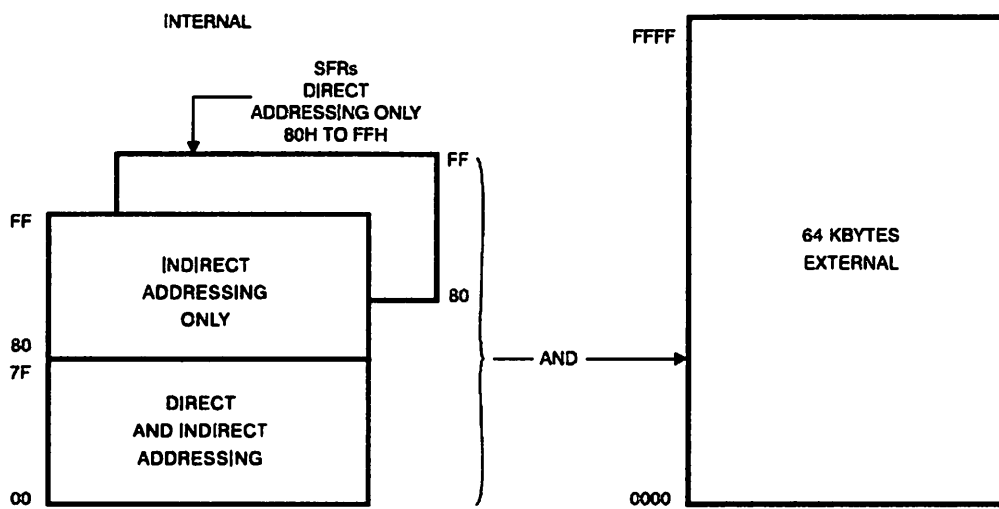 INTERNAL
SFRs
DIRECT
ADDRESSING ONLY
80H TO FFH
FF
FF
INDIRECT
ADDRESSING
ONLY
80
80
7F
DIRECT
AND INDIRECT
ADDRESSING
00
AND
FFFF
64 KBYTES
EXTERNAL
0000